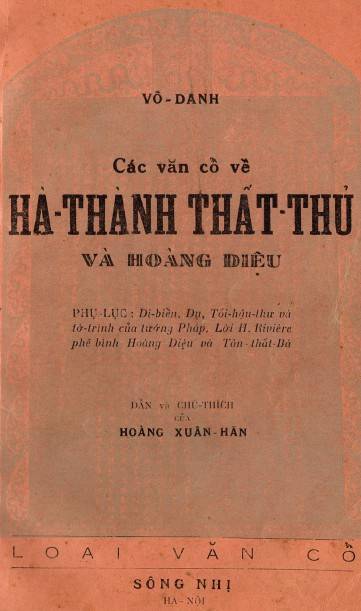 VÔ-DANH
Các văn cổ về
HÀ-THÀNH THẤT-THỦ
VÀ HOÀNG DIỆU
PHỤ-LỤC : Di-biểu, Dụ, Tối-hậu-thư và
tờ-trình của tướng Pháp. Lời H. Rivière
phê bình Hoàng Diệu và Tôn-thất-Bá
DẪN và CHÚ-THÍCH
CỦA
HOÀNG XUÂN-HÃN
LOẠI VĂN CỔ
SÔNG NHỊ
HÀ-NỘI